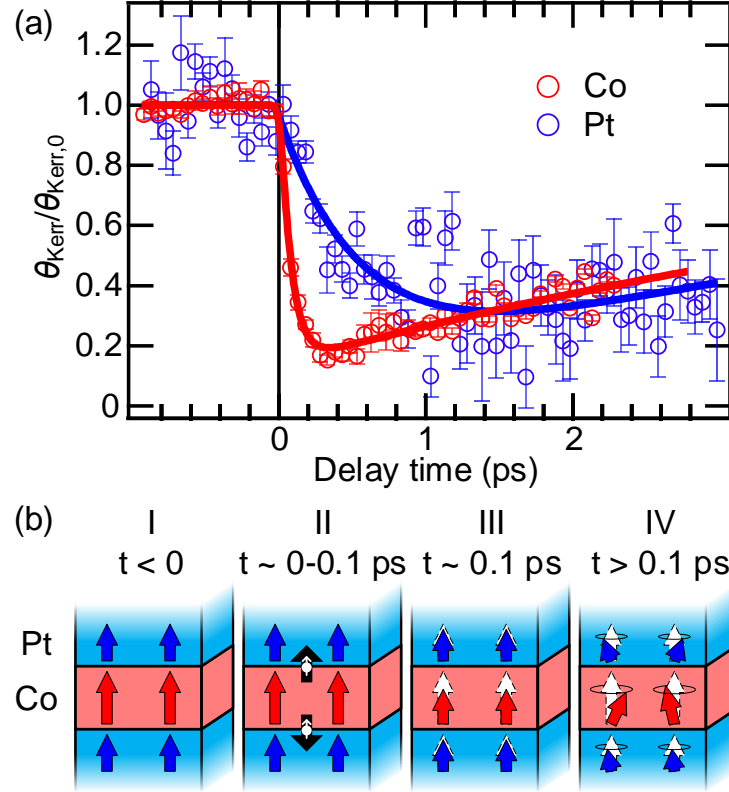 (a)
1.2
1.0
0.8
0.6
0.4
0.2
0
θKerr/θKerr,0
Co
Pt
0 1 2
Delay time (ps)
(b)
I II III IV
t < 0 t ~ 0-0.1 ps t ~ 0.1 ps t > 0.1 ps
Pt
Co